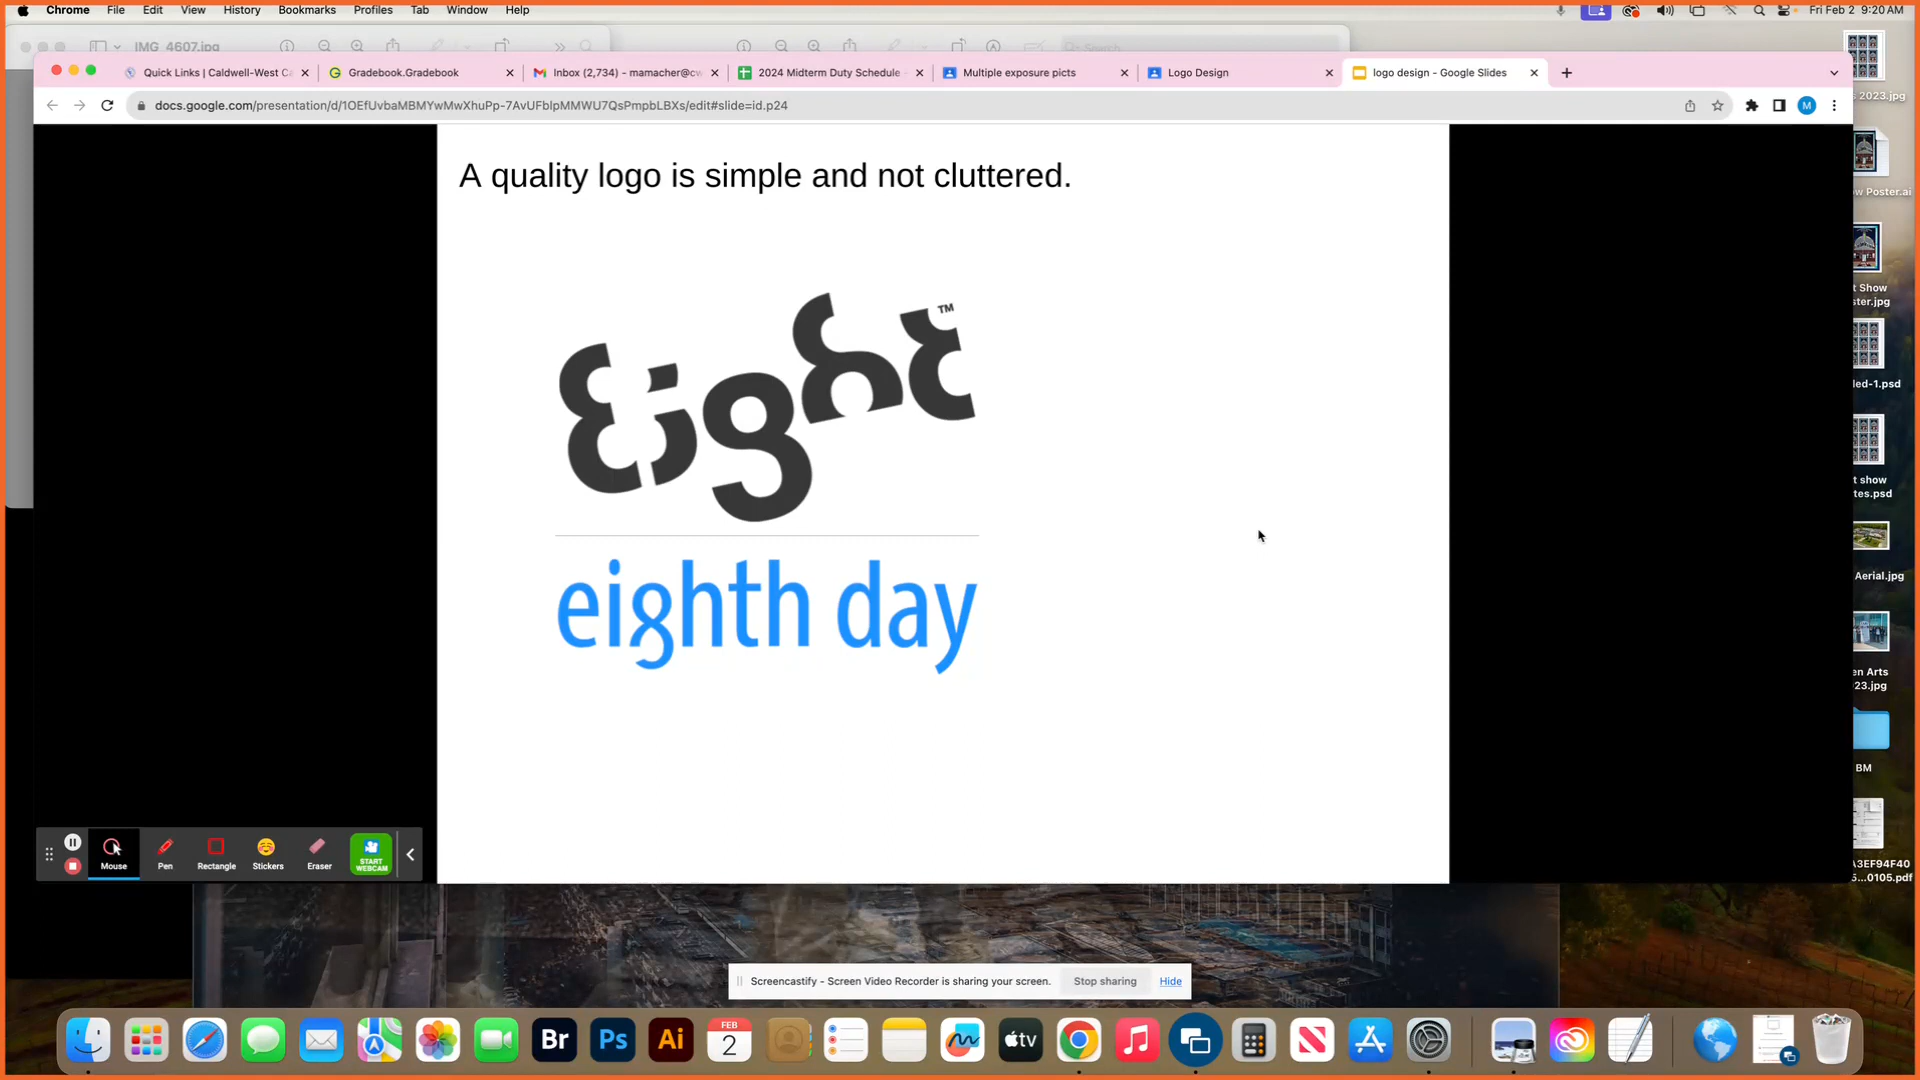 Chrome File Edit View History Bookmarks Profiles Tab Window Help Fri Feb 2 9:20 AM
IMG_4607.jpg Search
Quick Links | Caldwell-West Ca Gradebook.Gradebook Inbox (2,734) - mamacher@cw 2024 Midterm Duty Schedule Multiple exposure picts Logo Design logo design - Google Slides
docs.google.com/presentation/d/1OEfUvbaMBMYwMwXhuPp-7AvUFblpMMWU7QsPmpbLBXs/edit#slide=id.p24 M
A quality logo is simple and not cluttered.
Eight TM
eighth day
s 2023.jpg
w Poster.ai
t Show
ster.jpg
led-1.psd
t show
tes.psd
Aerial.jpg
en Arts
23.jpg
BM
A3EF94F40
5...0105.pdf
Mouse Pen Rectangle Stickers Eraser START
WEBCAM
Screencastify - Screen Video Recorder is sharing your screen. Stop sharing Hide
Br Ps Ai FEB
2 tv